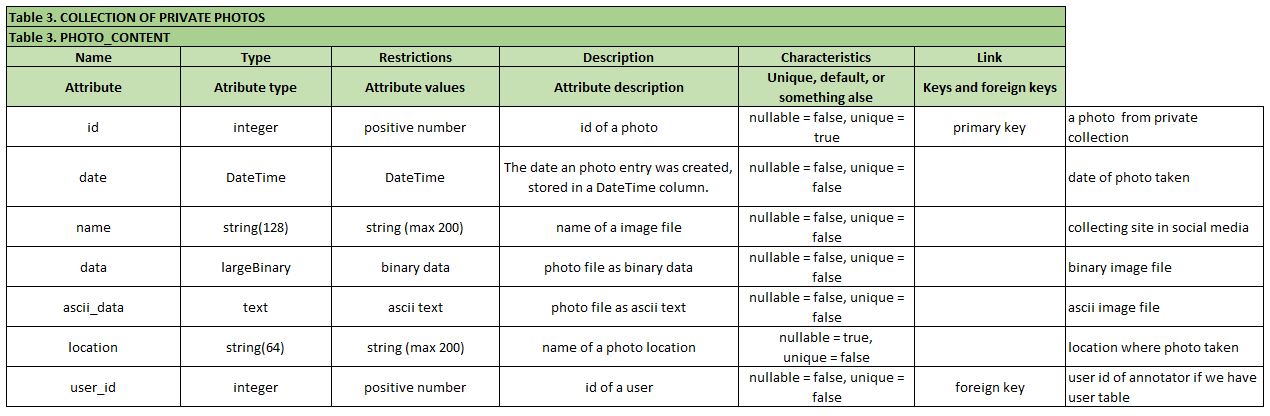 Table 3. COLLECTION OF PRIVATE PHOTOS
Table 3. PHOTO_CONTENT
Name Type Restrictions Description Characteristics Link
Attribute Atribute type Attribute values Attribute description Unique, default, or something alse Keys and foreign keys
id integer positive number id of a photo nullable = false, unique = true primary key a photo from private collection
date DateTime DateTime The date an photo entry was created, stored in a DateTime column. nullable = false, unique = false date of photo taken
name string(128) string (max 200) name of a image file nullable = false, unique = false collecting site in social media
data largeBinary binary data photo file as binary data nullable = false, unique = false binary image file
ascii_data text ascii text photo file as ascii text nullable = false, unique = false ascii image file
location string(64) string (max 200) name of a photo location nullable = true, unique = false location where photo taken
user_id integer positive number id of a user nullable = false, unique = false foreign key user id of annotator if we have user table